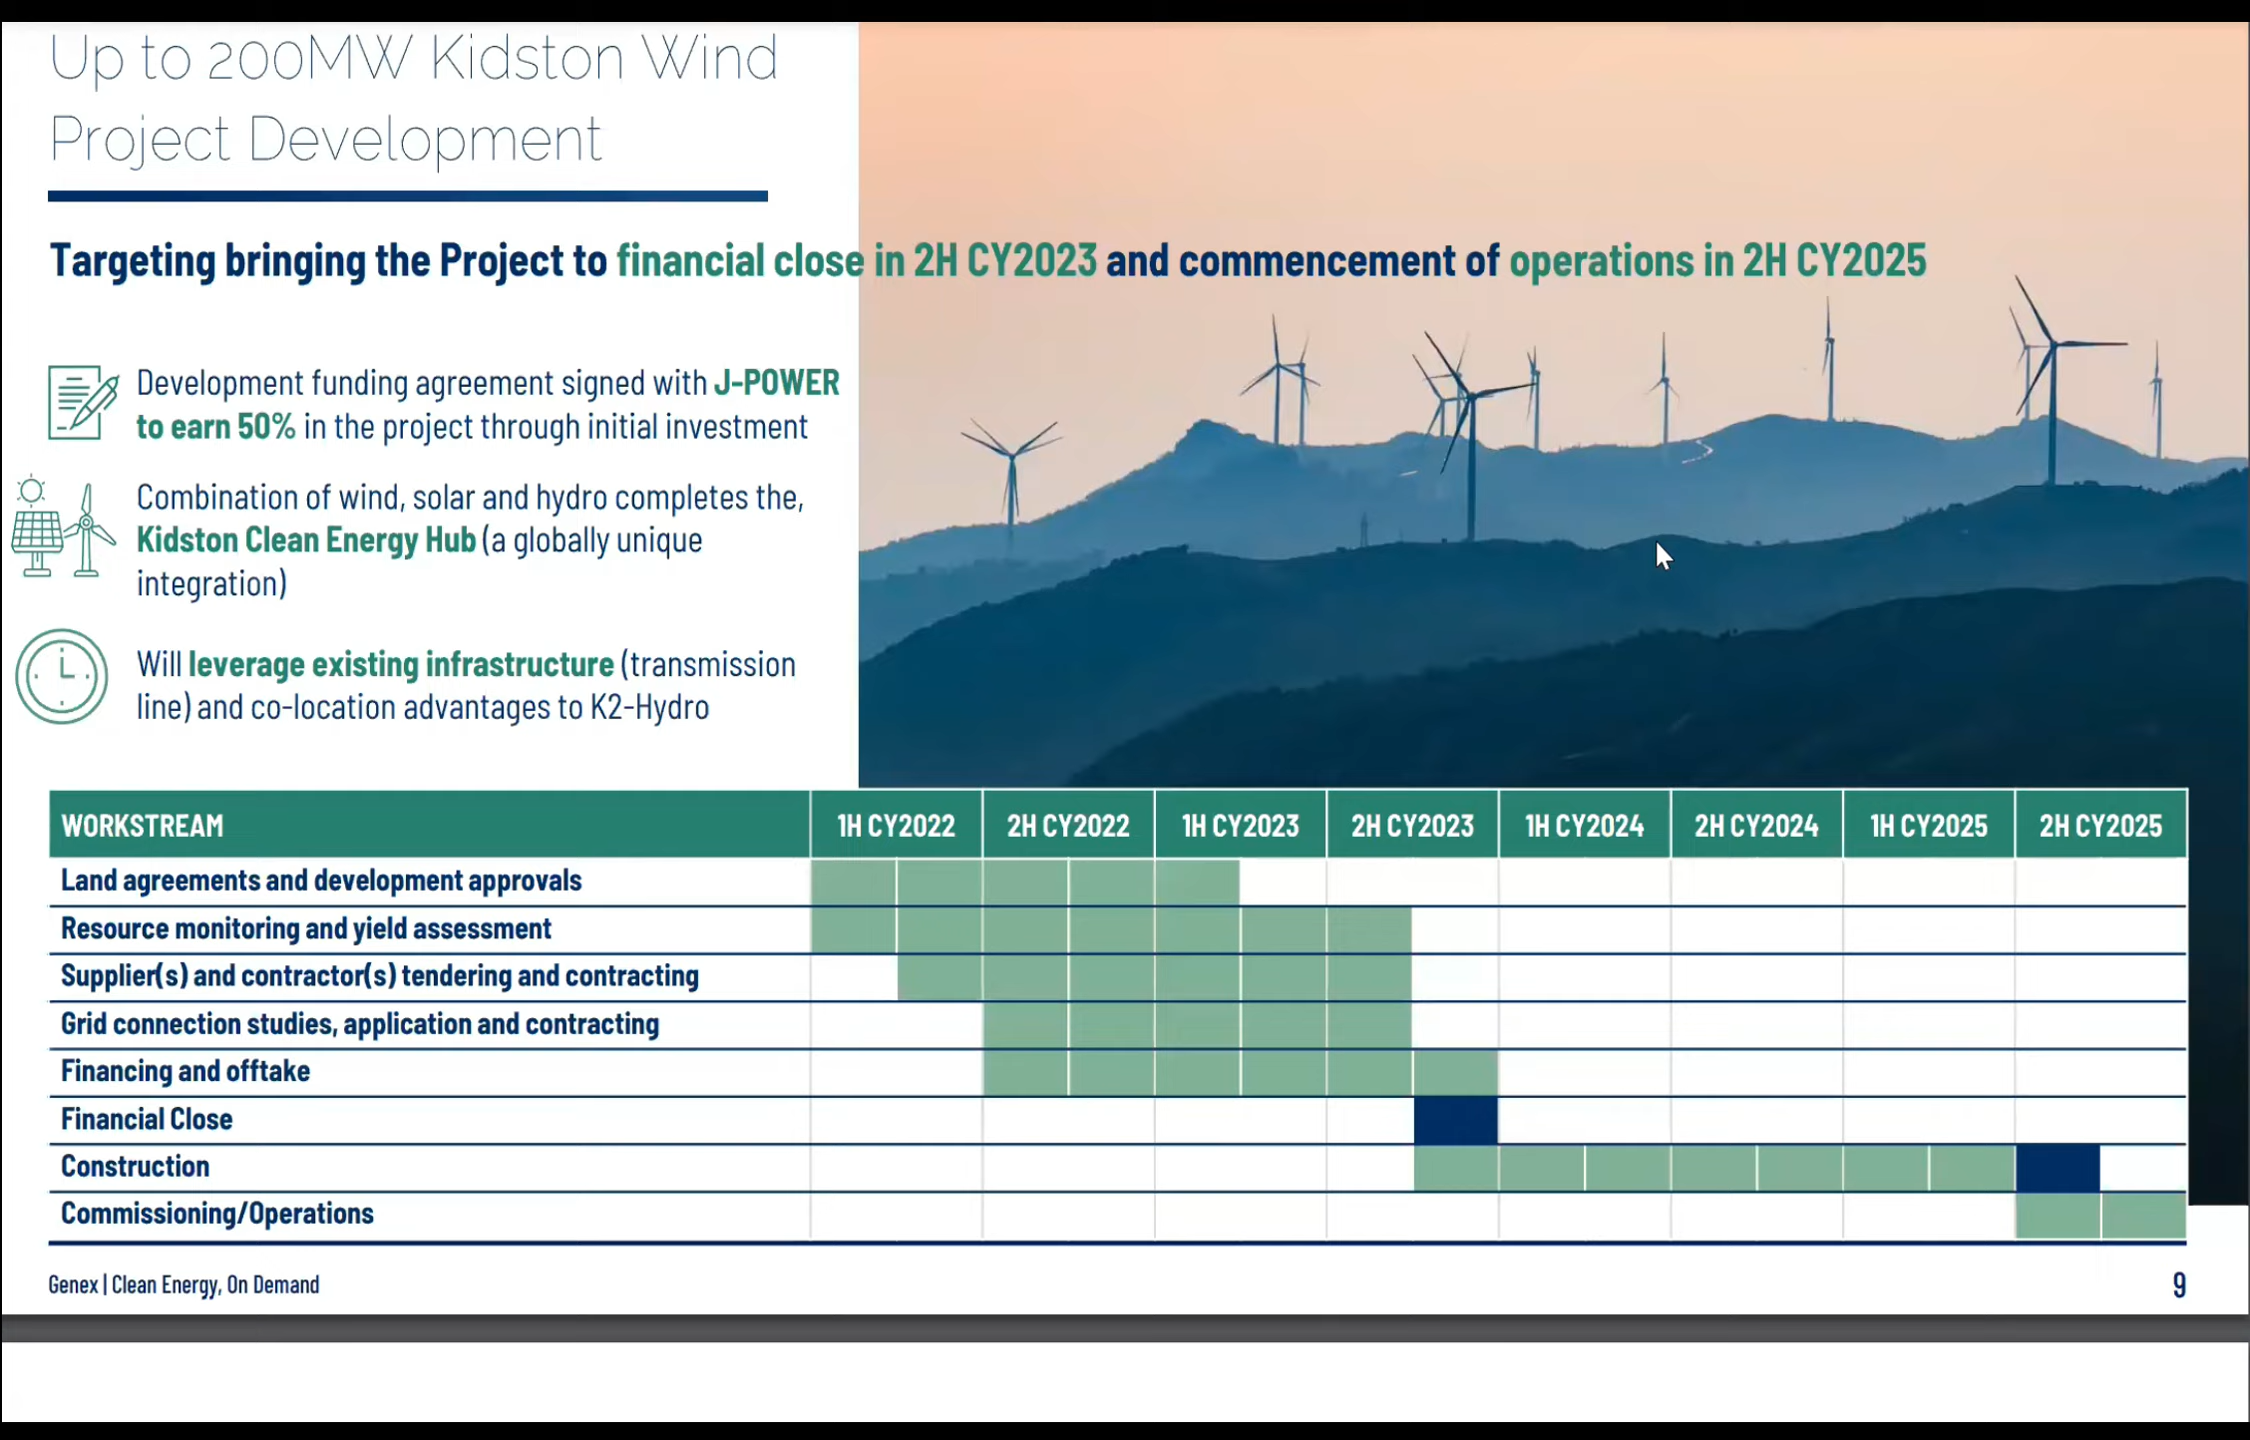 Up to 200MW Kidston Wind
Project Development
Targeting bringing the Project to financial close in 2H CY2023 and commencement of operations in 2H CY2025
Development funding agreement signed with J-POWER
to earn 50% in the project through initial investment
Combination of wind, solar and hydro completes the,
Kidston Clean Energy Hub (a globally unique
integration)
Will leverage existing infrastructure (transmission
line) and co-location advantages to K2-Hydro
WORKSTREAM 1H CY2022 2H CY2022 1H CY2023 2H CY2023 1H CY2024 2H CY2024 1H CY2025 2H CY2025
Land agreements and development approvals
Resource monitoring and yield assessment
Supplier(s) and contractor(s) tendering and contracting
Grid connection studies, application and contracting
Financing and offtake
Financial Close
Construction
Commissioning/Operations
Genex | Clean Energy, On Demand
9